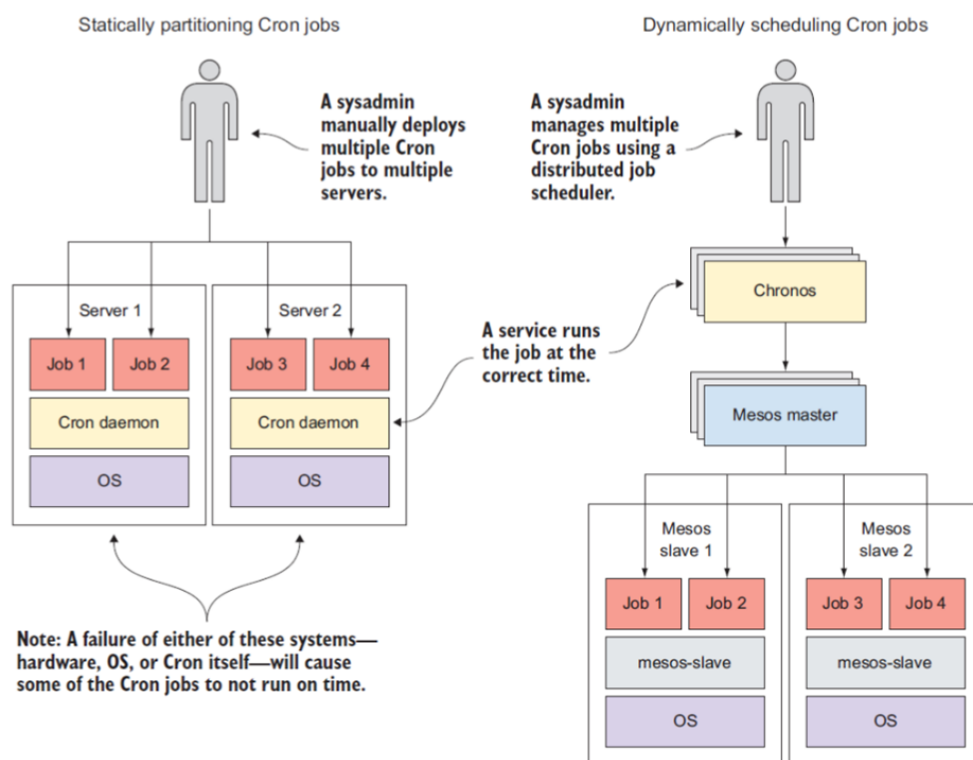 Statically partitioning Cron jobs
Dynamically scheduling Cron jobs
A sysadmin
manually deploys
multiple Cron
jobs to multiple
servers.
A sysadmin
manages multiple
Cron jobs using a
distributed job
scheduler.
Server 1
Server 2
Job 1
Job 2
Job 3
Job 4
Cron daemon
Cron daemon
OS
OS
A service runs
the job at the
correct time.
Chronos
Mesos master
Note: A failure of either of these systems—
hardware, OS, or Cron itself—will cause
some of the Cron jobs to not run on time.
Mesos
slave 1
Mesos
slave 2
Job 1
Job 2
Job 3
Job 4
mesos-slave
mesos-slave
OS
OS